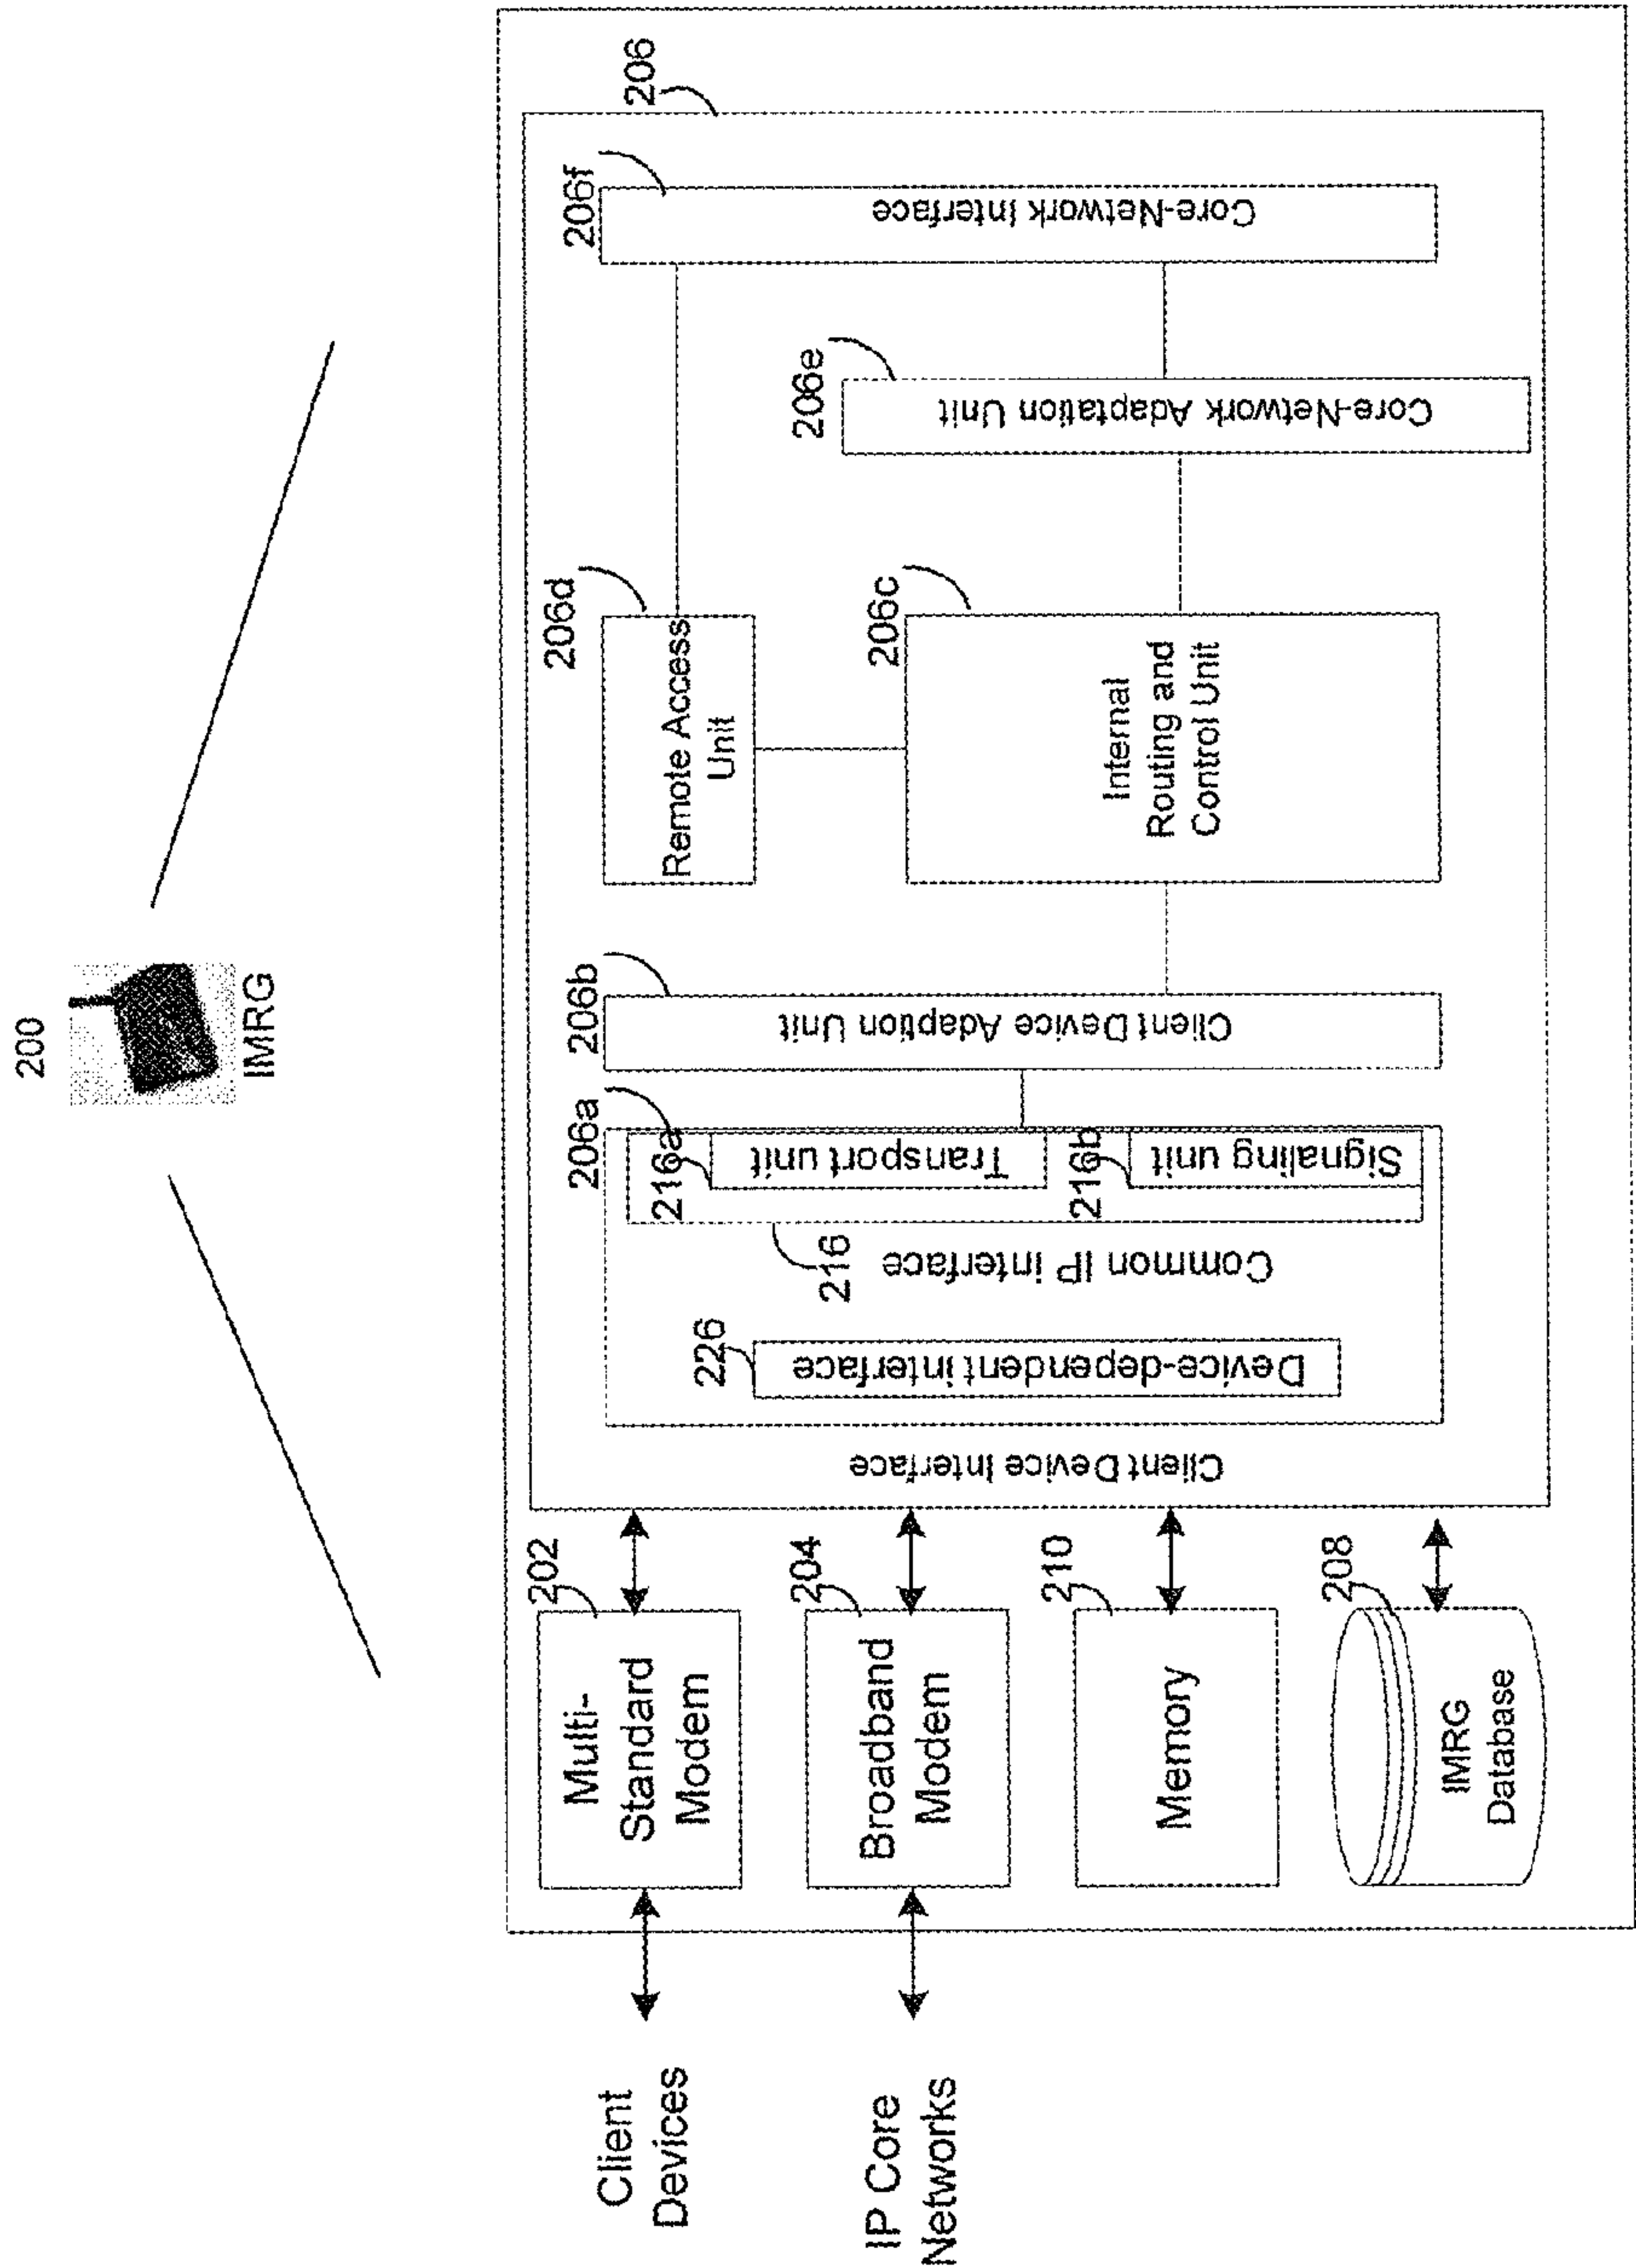 200
IMRG
Client
Devices
IP Core
Networks
202
Multi-
Standard
Modem
204
Broadband
Modem
210
Memory
208
IMRG
Database
206
Client Device Interface
206a
226
Device-dependent interface
216
Common IP interface
216a
Transport unit
216b
Signaling unit
206b
Client Device Adaption Unit
206d
Remote Access
Unit
206c
Internal
Routing and
Control Unit
206e
Core-Network Adaptation Unit
206f
Core-Network Interface